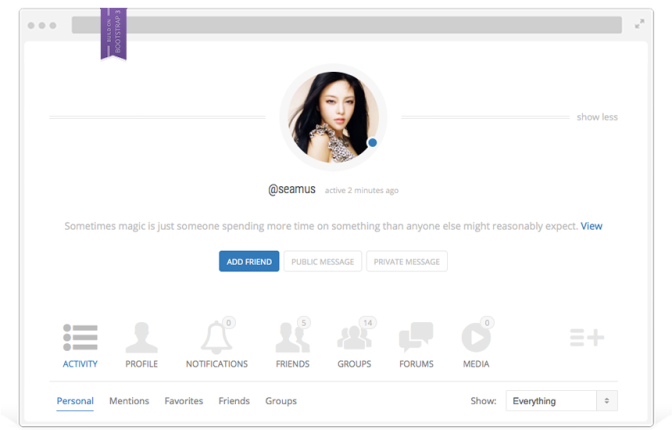 BUILD ON
BOOTSTRAP 3
show less
@seamus active 2 minutes ago
Sometimes magic is just someone spending more time on something than anyone else might reasonably expect. View
ADD FRIEND PUBLIC MESSAGE PRIVATE MESSAGE
0 5 14 0
ACTIVITY PROFILE NOTIFICATIONS FRIENDS GROUPS FORUMS MEDIA
Personal Mentions Favorites Friends Groups Show: Everything